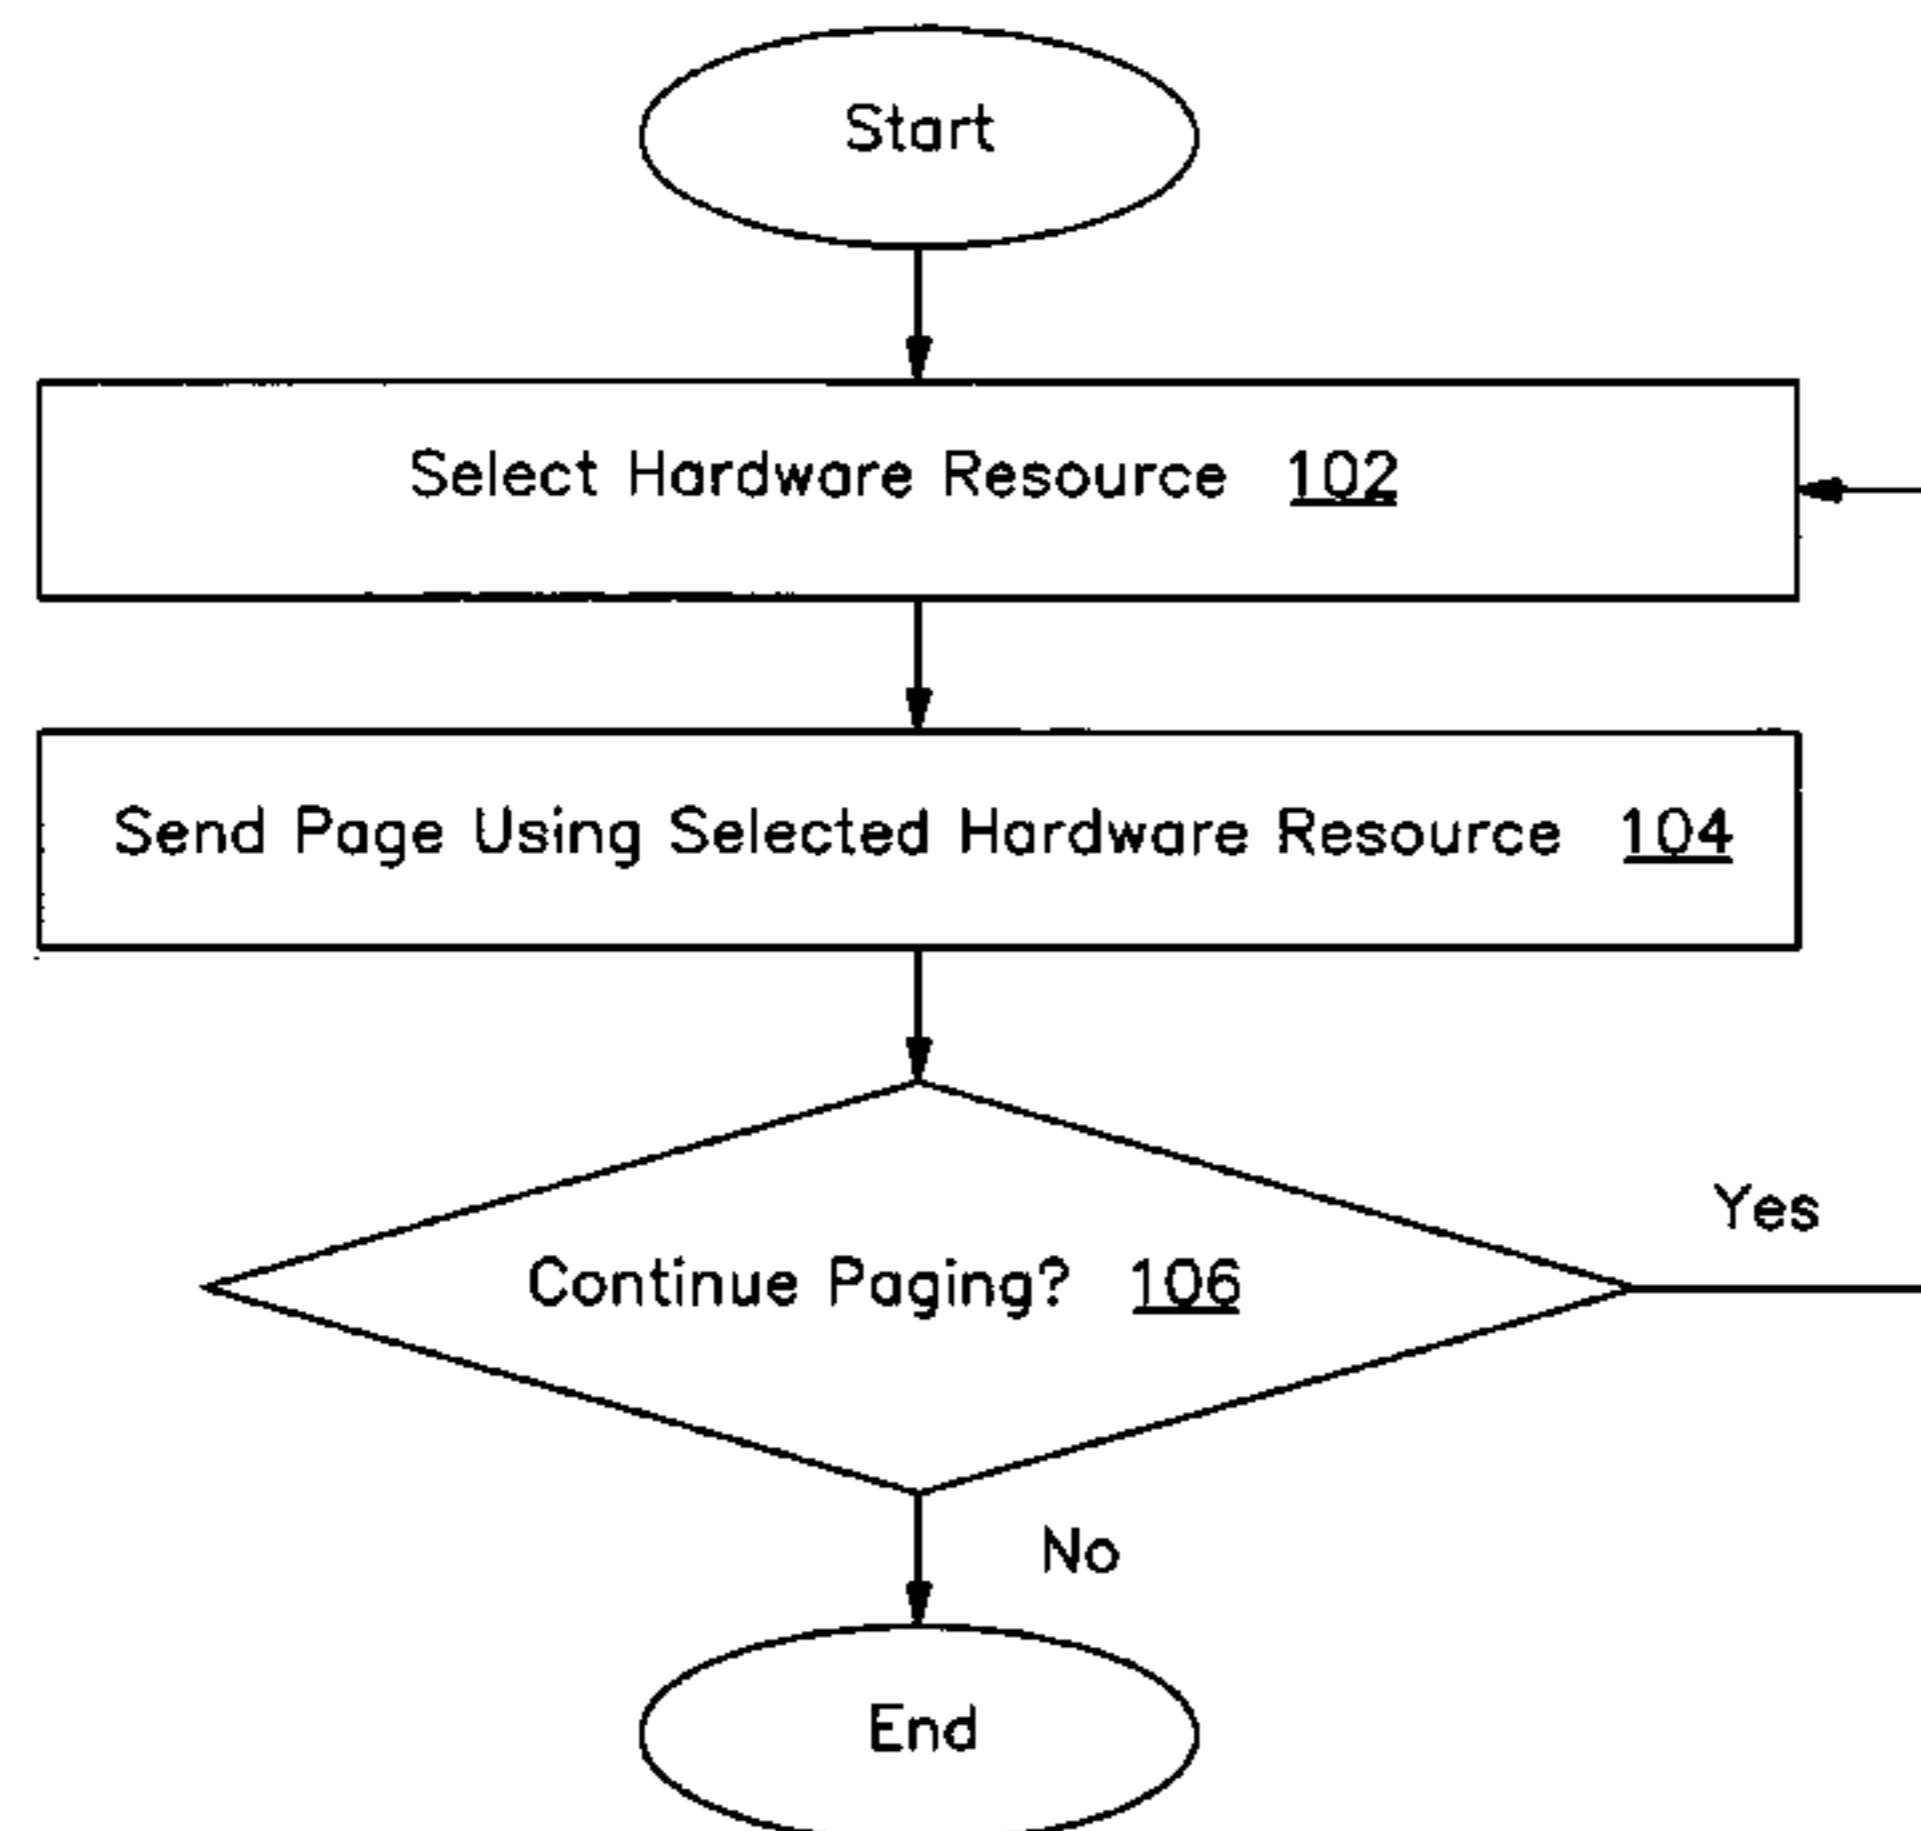 Start
Select Hardware Resource 102
Send Page Using Selected Hardware Resource 104
Yes
Continue Paging? 106
No
End